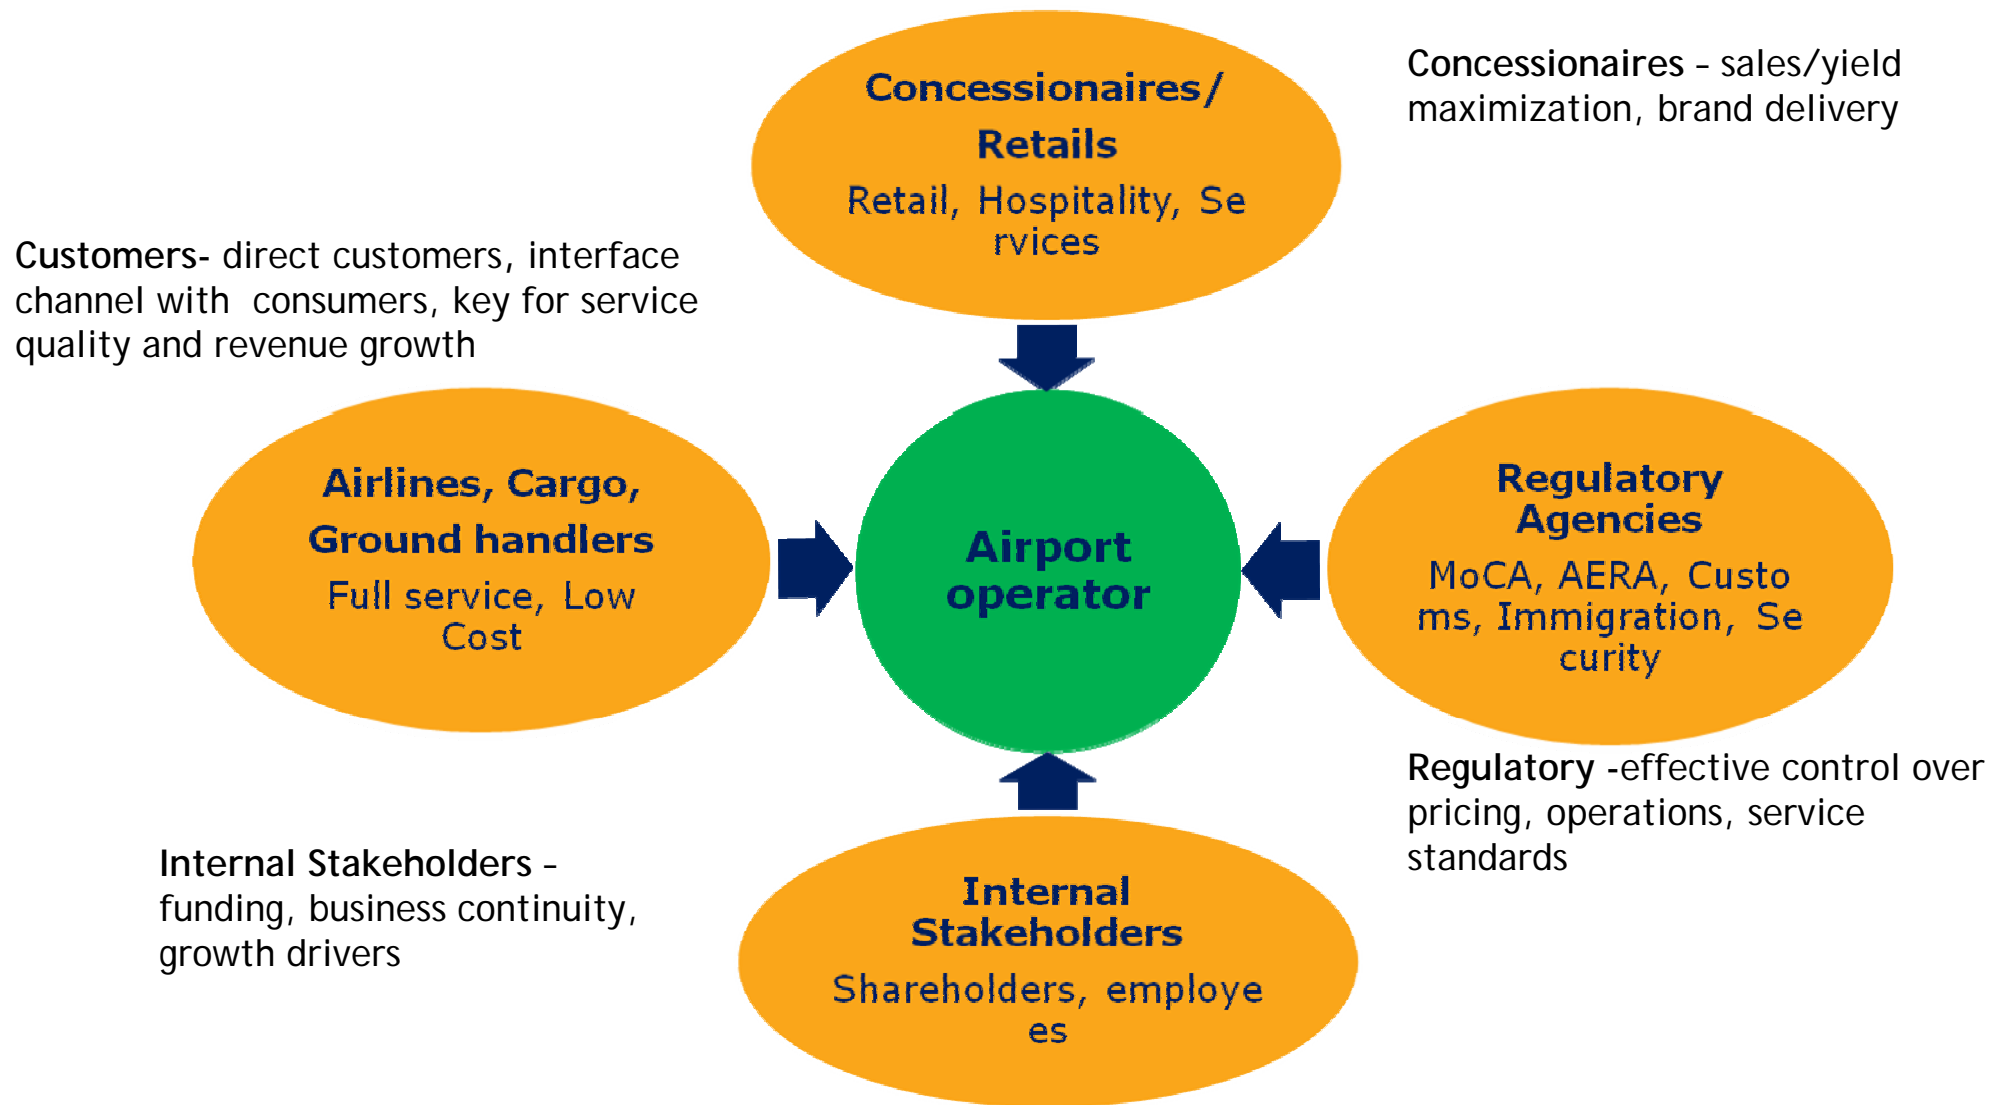 Concessionaires/
Retails
Retail, Hospitality, Se
rvices
Concessionaires – sales/yield
maximization, brand delivery
Customers- direct customers, interface
channel with consumers, key for service
quality and revenue growth
Airlines, Cargo,
Ground handlers
Full service, Low
Cost
Airport
operator
Regulatory
Agencies
MoCA, AERA, Custo
ms, Immigration, Se
curity
Regulatory -effective control over
pricing, operations, service
standards
Internal Stakeholders –
funding, business continuity,
growth drivers
Internal
Stakeholders
Shareholders, employe
es